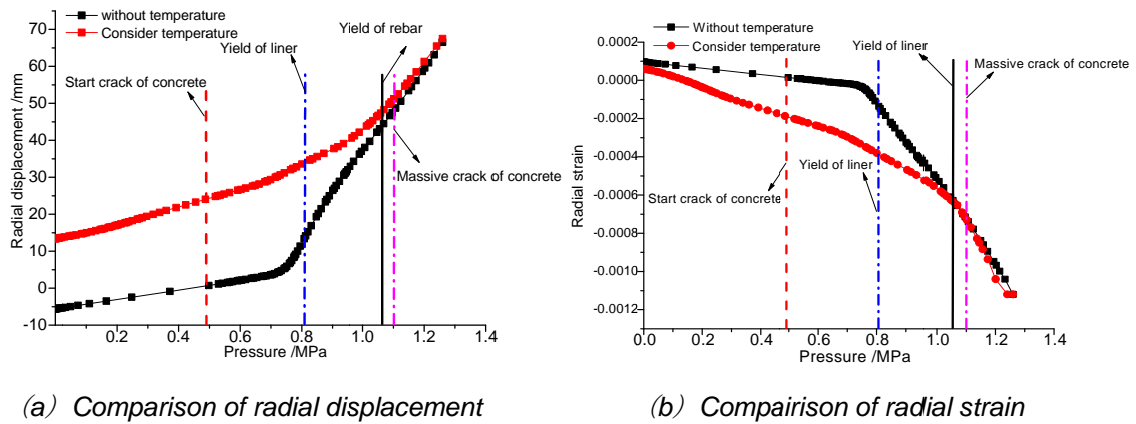 without temperature
Consider temperature
Yield of rebar
Yield of liner
Start crack of concrete
Massive crack of concrete
70
60
50
40
30
20
10
0
-10
Radial displacement /mm
0.2 0.4 0.6 0.8 1.0 1.2 1.4
Pressure /MPa
(a) Comparison of radial displacement
Without temperature
Consider temperature
Yield of liner
Massive crack of concrete
Start crack of concrete
Yield of liner
0.0002
0.0000
-0.0002
-0.0004
-0.0006
-0.0008
-0.0010
-0.0012
Radial strain
0.0 0.2 0.4 0.6 0.8 1.0 1.2 1.4
Pressure /MPa
(b) Compairison of radial strain